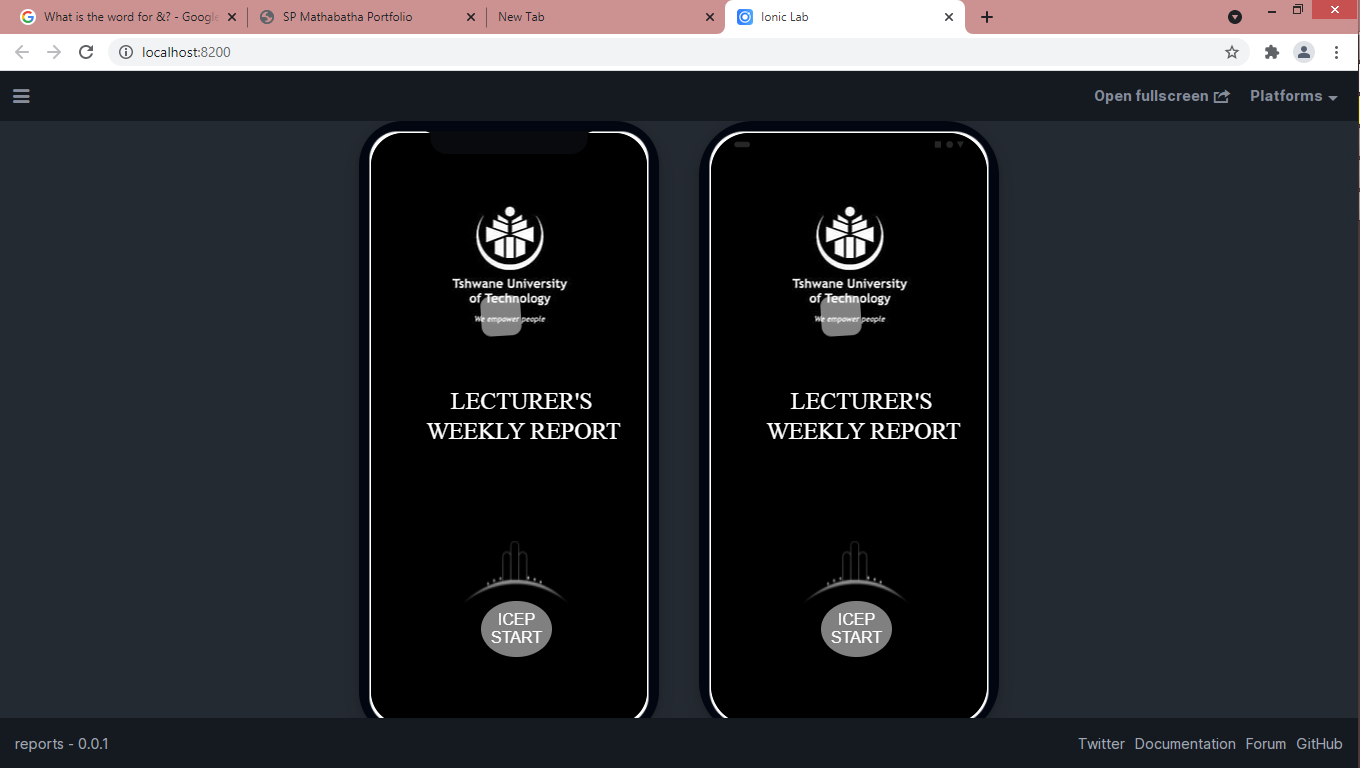 What is the word for &? - Google
SP Mathabatha Portfolio
New Tab
Ionic Lab
localhost:8200
Open fullscreen
Platforms
Tshwane University
of Technology
We empower people
LECTURER'S
WEEKLY REPORT
ICEP
START
Tshwane University
of Technology
We empower people
LECTURER'S
WEEKLY REPORT
ICEP
START
reports - 0.0.1
Twitter Documentation Forum GitHub